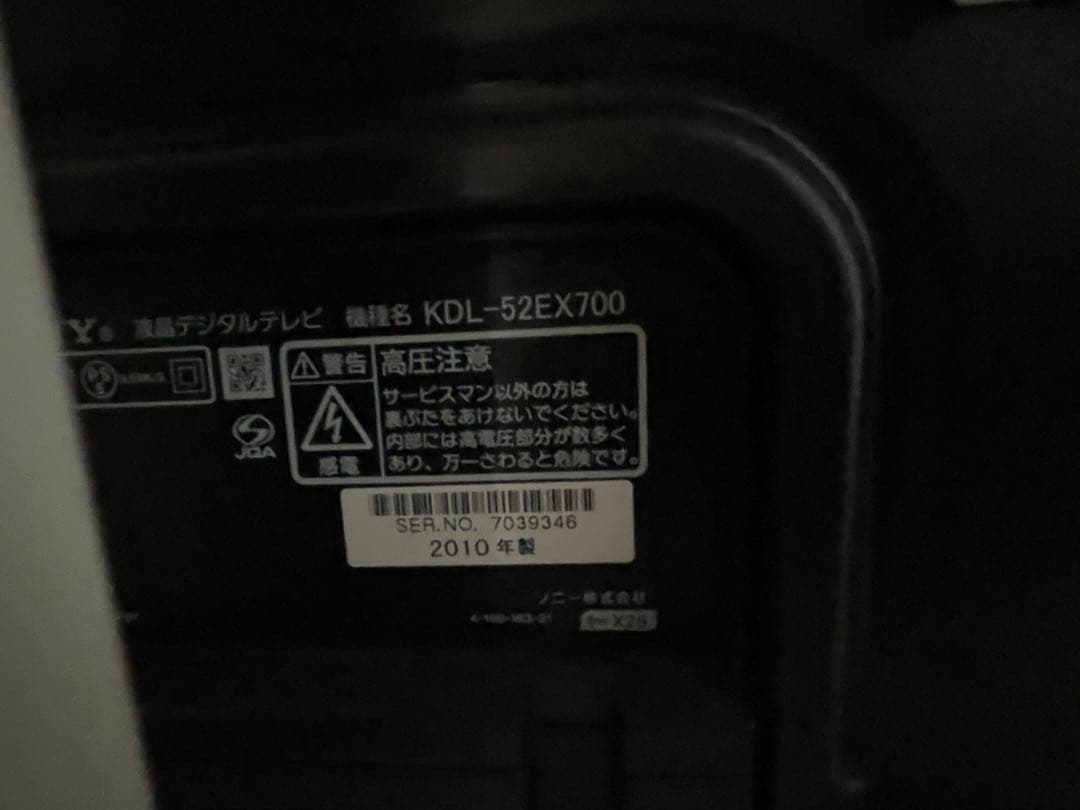 Y® 液晶デジタルテレビ 機種名 KDL-52EX700
PS
E
警告 高圧注意
サービスマン以外の方は
裏ぶたをあけないでください。
内部には高電圧部分が数多く
あり、万一さわると危険です。
感電
JQA
SER.NO. 7039346
2010 年製
ソニー株式会社
X26